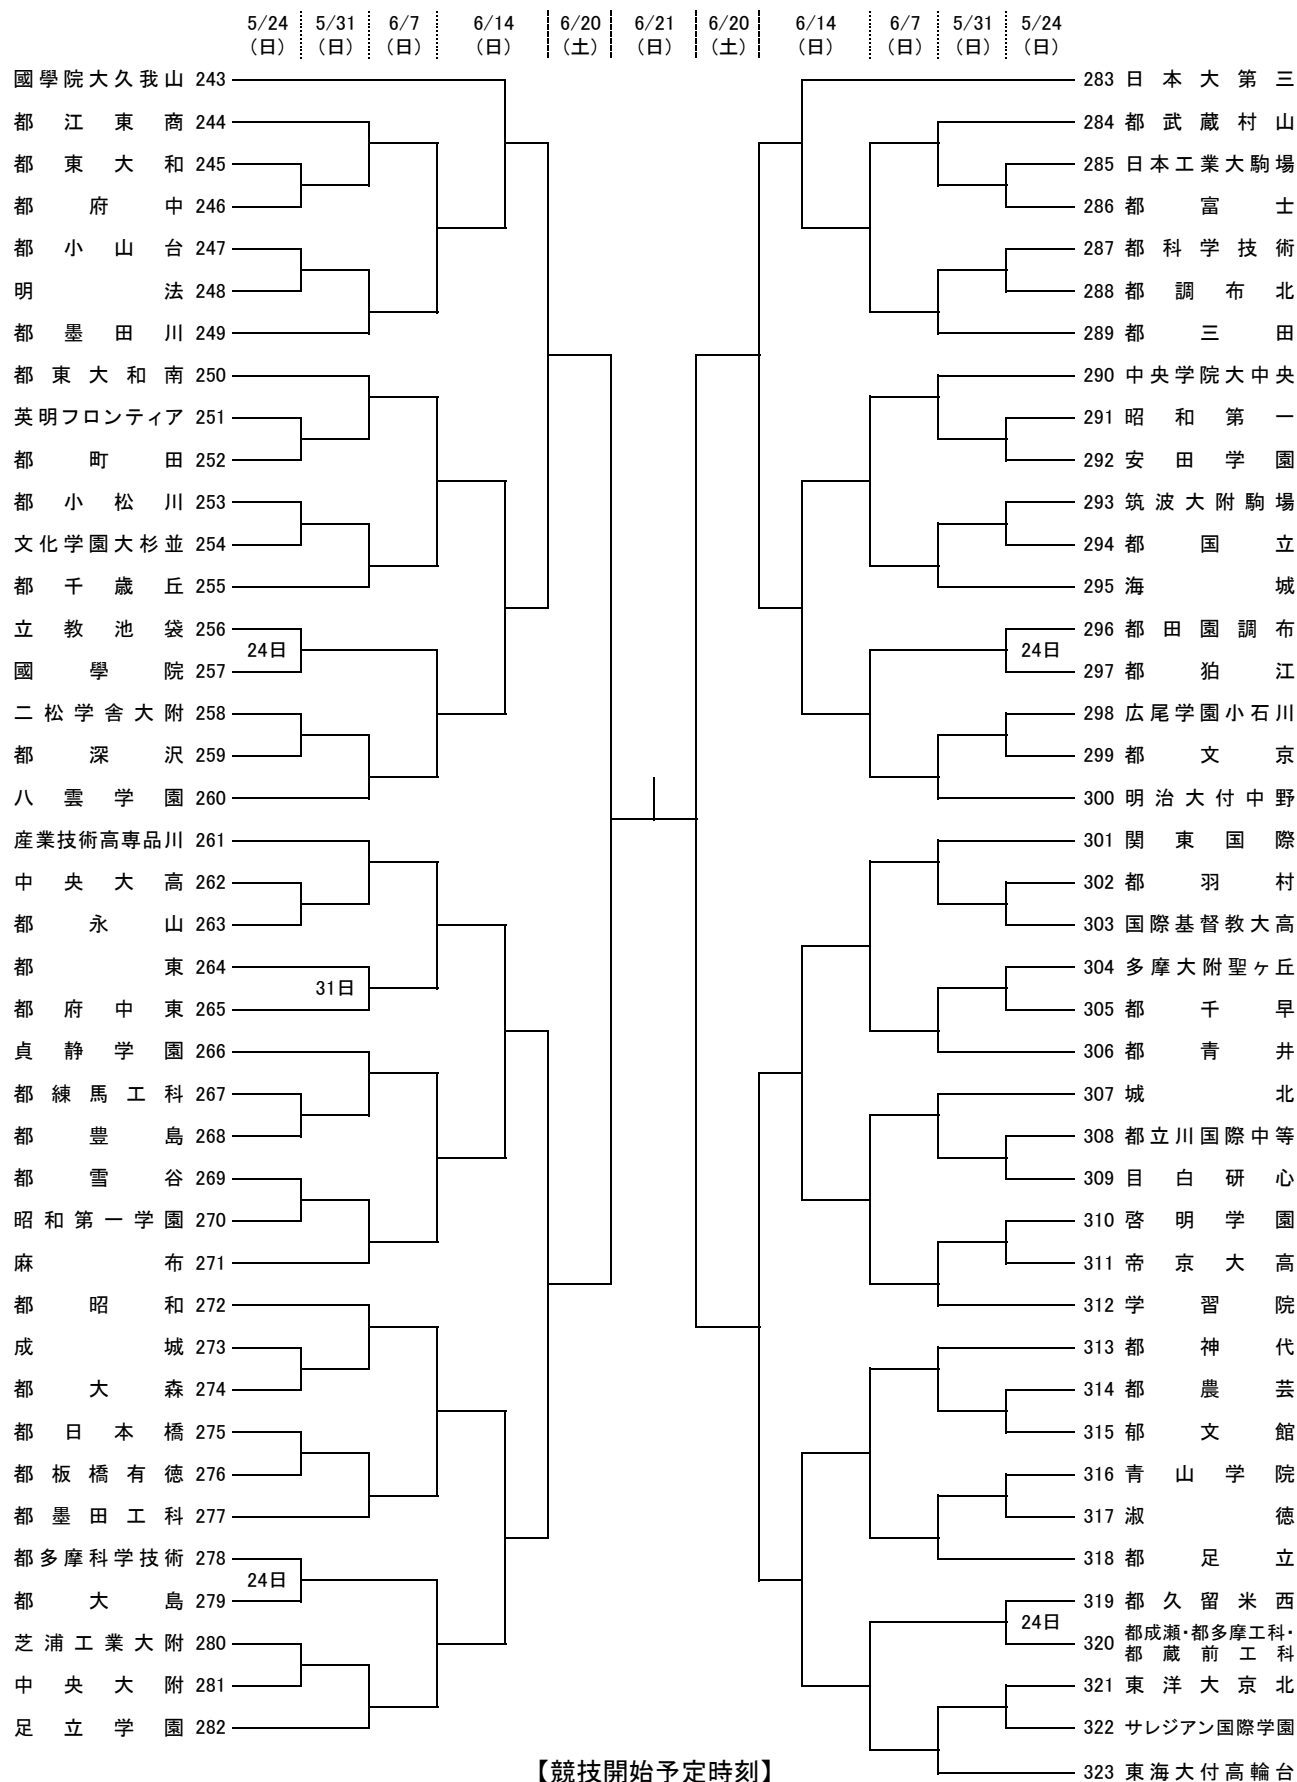 5/24 5/31 6/7 6/14 6/20 6/21 6/20 6/14 6/7 5/31 5/24
(日) (日) (日) (日) (土) (日) (土) (日) (日) (日) (日)
國學院大久我山 243
都江東商 244
都東大和 245
都府中 246
都小山台 247
明法 248
都墨田川 249
都東大和南 250
英明フロンティア 251
都町田 252
都小松川 253
文化学園大杉並 254
都千歳丘 255
立教池袋 256
24日
國學院 257
二松学舎大附 258
都深沢 259
八雲学園 260
産業技術高専品川 261
中央大高 262
都永山 263
都東 264
31日
都府中東 265
貞静学園 266
都練馬工科 267
都豊島 268
都雪谷 269
昭和第一学園 270
麻布 271
都昭和 272
成城 273
都大森 274
都日本橋 275
都板橋有徳 276
都墨田工科 277
都多摩科学技術 278
24日
都大島 279
芝浦工業大附 280
中央大附 281
足立学園 282
283 日本大第三
284 都武蔵村山
285 日本工業大駒場
286 都富士
287 都科学技術
288 都調布北
289 都三田
290 中央学院大中央
291 昭和第一
292 安田学園
293 筑波大附駒場
294 都国立
295 海城
296 都田園調布
24日
297 都狛江
298 広尾学園小石川
299 都文京
300 明治大付中野
301 関東国際
302 都羽村
303 国際基督教大高
304 多摩大附聖ヶ丘
305 都千早
306 都青井
307 城北
308 都立川国際中等
309 目白研心
310 啓明学園
311 帝京大高
312 学習院
313 都神代
314 都農芸
315 郁文館
316 青山学院
317 淑徳
318 都足立
319 都久留米西
24日
320 都成瀬・都多摩工科・
都蔵前工科
321 東洋大京北
322 サレジアン国際学園
323 東海大付高輪台
【競技開始予定時刻】